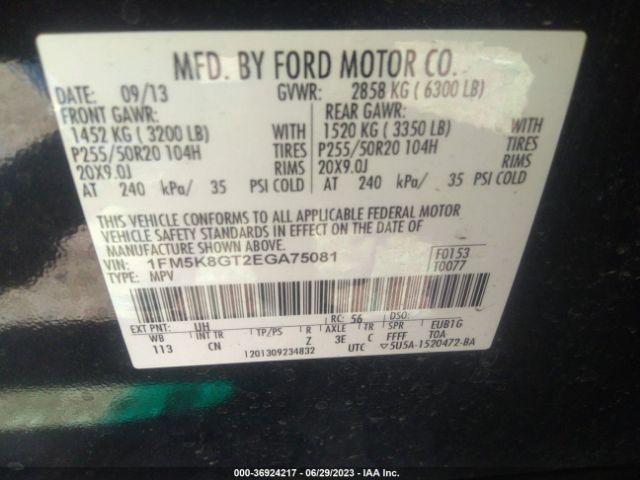 MFD. BY FORD MOTOR CO.
DATE: 09/13 GVWR: 2858 KG ( 6300 LB)
FRONT GAWR: REAR GAWR:
1452 KG ( 3200 LB) WITH 1520 KG ( 3350 LB) WITH
P255/50R20 104H TIRES P255/50R20 104H TIRES
20X9.0J RIMS 20X9.0J RIMS
AT 240 kPa/ 35 PSI COLD AT 240 kPa/ 35 PSI COLD
THIS VEHICLE CONFORMS TO ALL APPLICABLE FEDERAL MOTOR
VEHICLE SAFETY STANDARDS IN EFFECT ON THE DATE OF
MANUFACTURE SHOWN ABOVE.
VIN: 1FM5K8GT2EGA75081 F0153
TYPE: MPV T0077
RC: 56 DSO:
EXT PNT: UH
WB INT TR TP/PS R AXLE TR SPR EUB1G
113 CN Z 3E C FFFF TOA
1201309234832 UTC ▽5U5A-1520472-BA
000-36924217 - 06/29/2023 - IAA Inc.